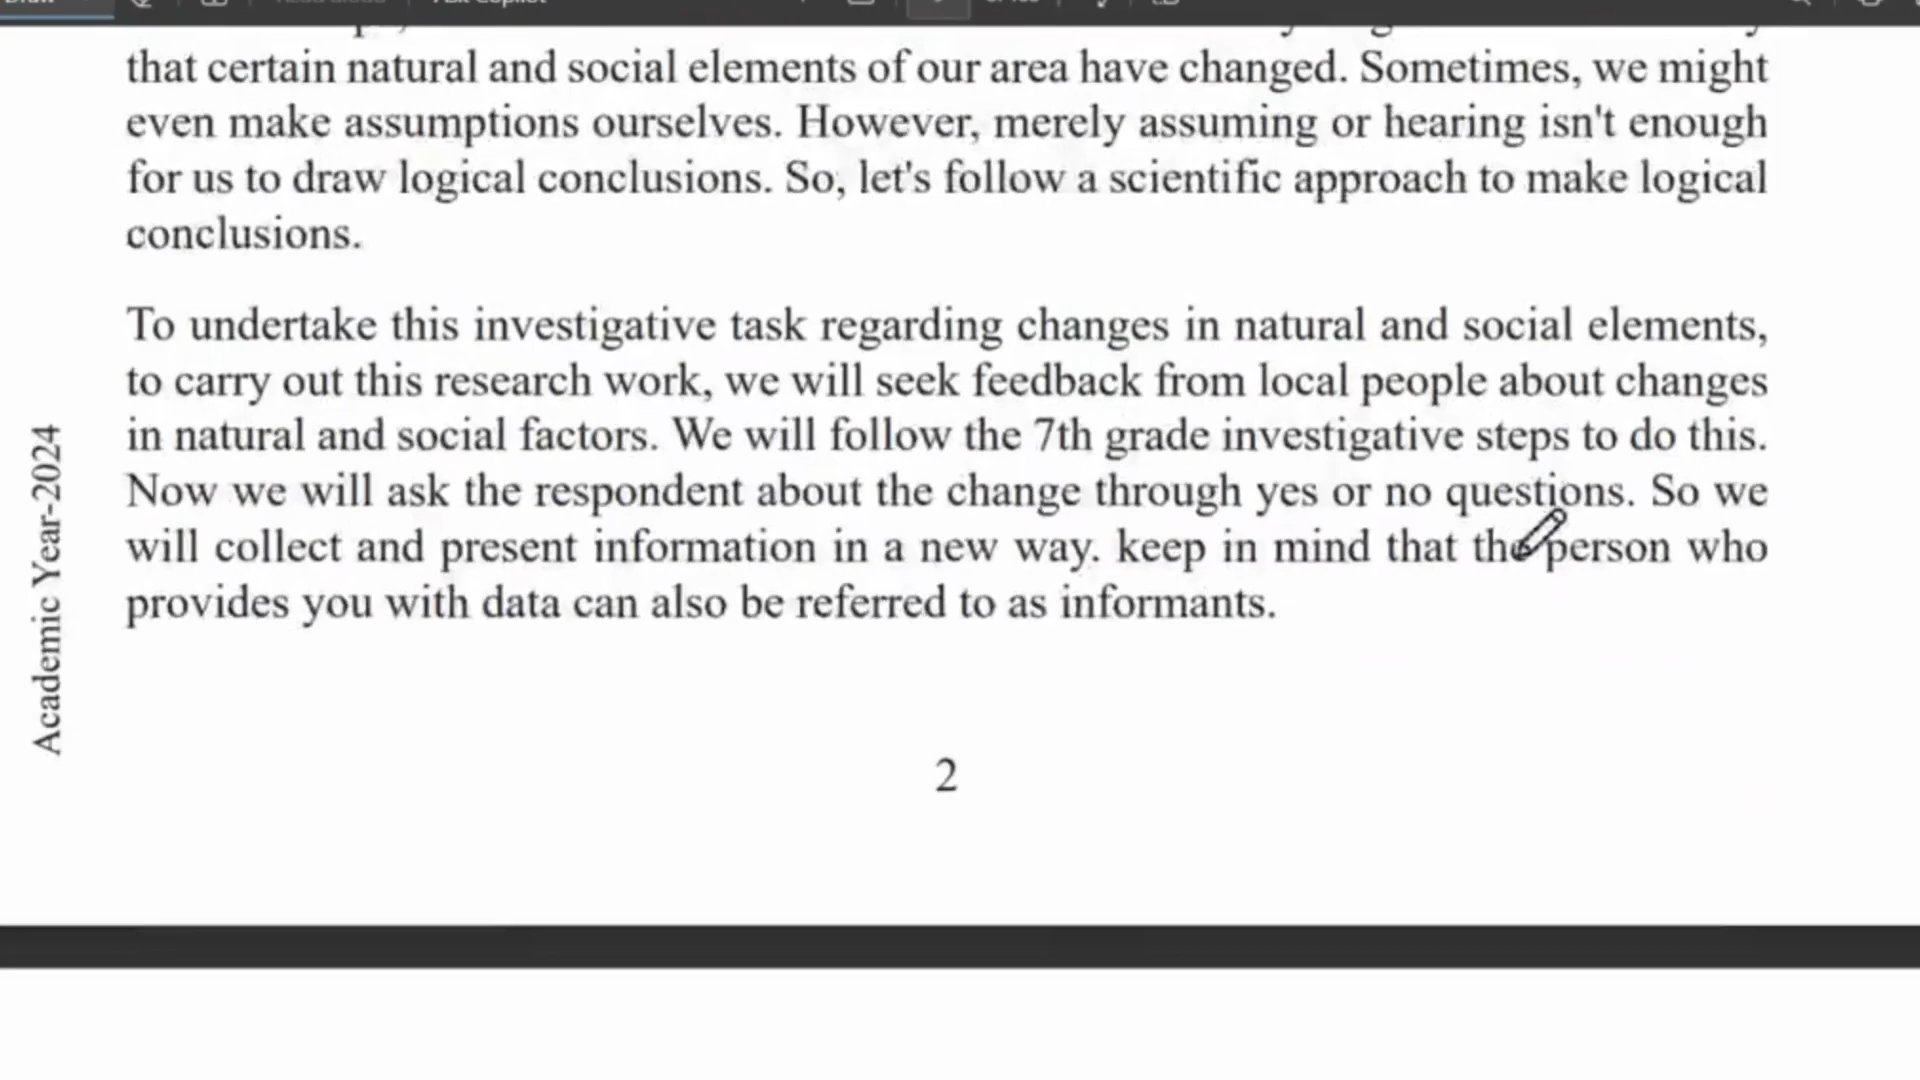 that certain natural and social elements of our area have changed. Sometimes, we might
even make assumptions ourselves. However, merely assuming or hearing isn't enough
for us to draw logical conclusions. So, let's follow a scientific approach to make logical
conclusions.
To undertake this investigative task regarding changes in natural and social elements,
to carry out this research work, we will seek feedback from local people about changes
in natural and social factors. We will follow the 7th grade investigative steps to do this.
Now we will ask the respondent about the change through yes or no questions. So we
will collect and present information in a new way. keep in mind that the person who
provides you with data can also be referred to as informants.
Academic Year-2024
2